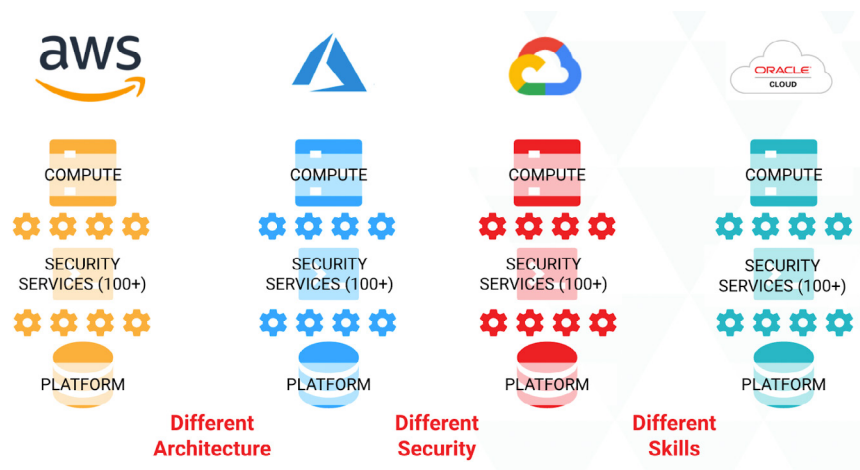 aws
ORACLE
CLOUD
COMPUTE
COMPUTE
COMPUTE
COMPUTE
SECURITY
SERVICES (100+)
SECURITY
SERVICES (100+)
SECURITY
SERVICES (100+)
SECURITY
SERVICES (100+)
PLATFORM
PLATFORM
PLATFORM
PLATFORM
Different
Architecture
Different
Security
Different
Skills